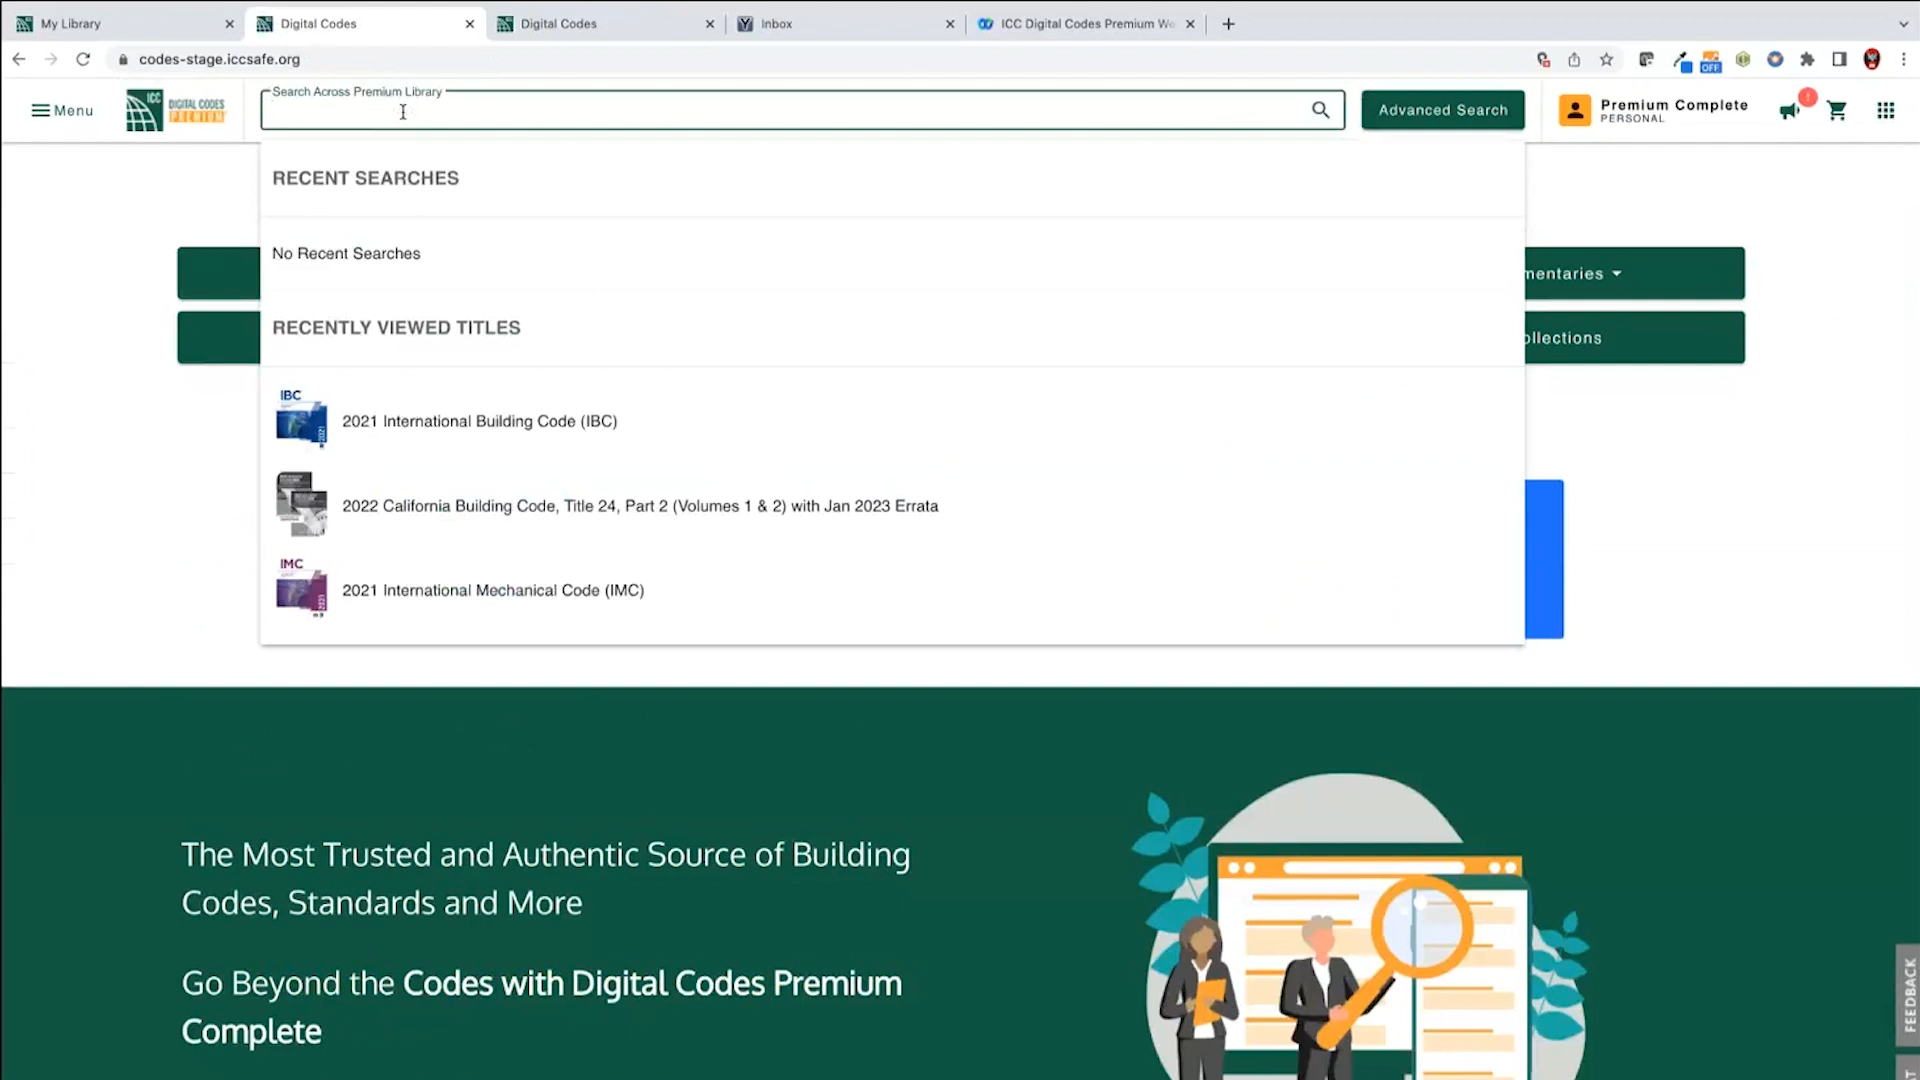 My Library
Digital Codes
Digital Codes
Inbox
ICC Digital Codes Premium We
codes-stage.iccsafe.org
OFF
Menu
ICC
DIGITAL CODES
PREMIUM
Search Across Premium Library
Advanced Search
Premium Complete
PERSONAL
RECENT SEARCHES
No Recent Searches
mentaries
ollections
RECENTLY VIEWED TITLES
IBC
2021
2021 International Building Code (IBC)
2022 California Building Code, Title 24, Part 2 (Volumes 1 & 2) with Jan 2023 Errata
IMC
2021
2021 International Mechanical Code (IMC)
The Most Trusted and Authentic Source of Building
Codes, Standards and More
Go Beyond the Codes with Digital Codes Premium
Complete
FEEDBACK